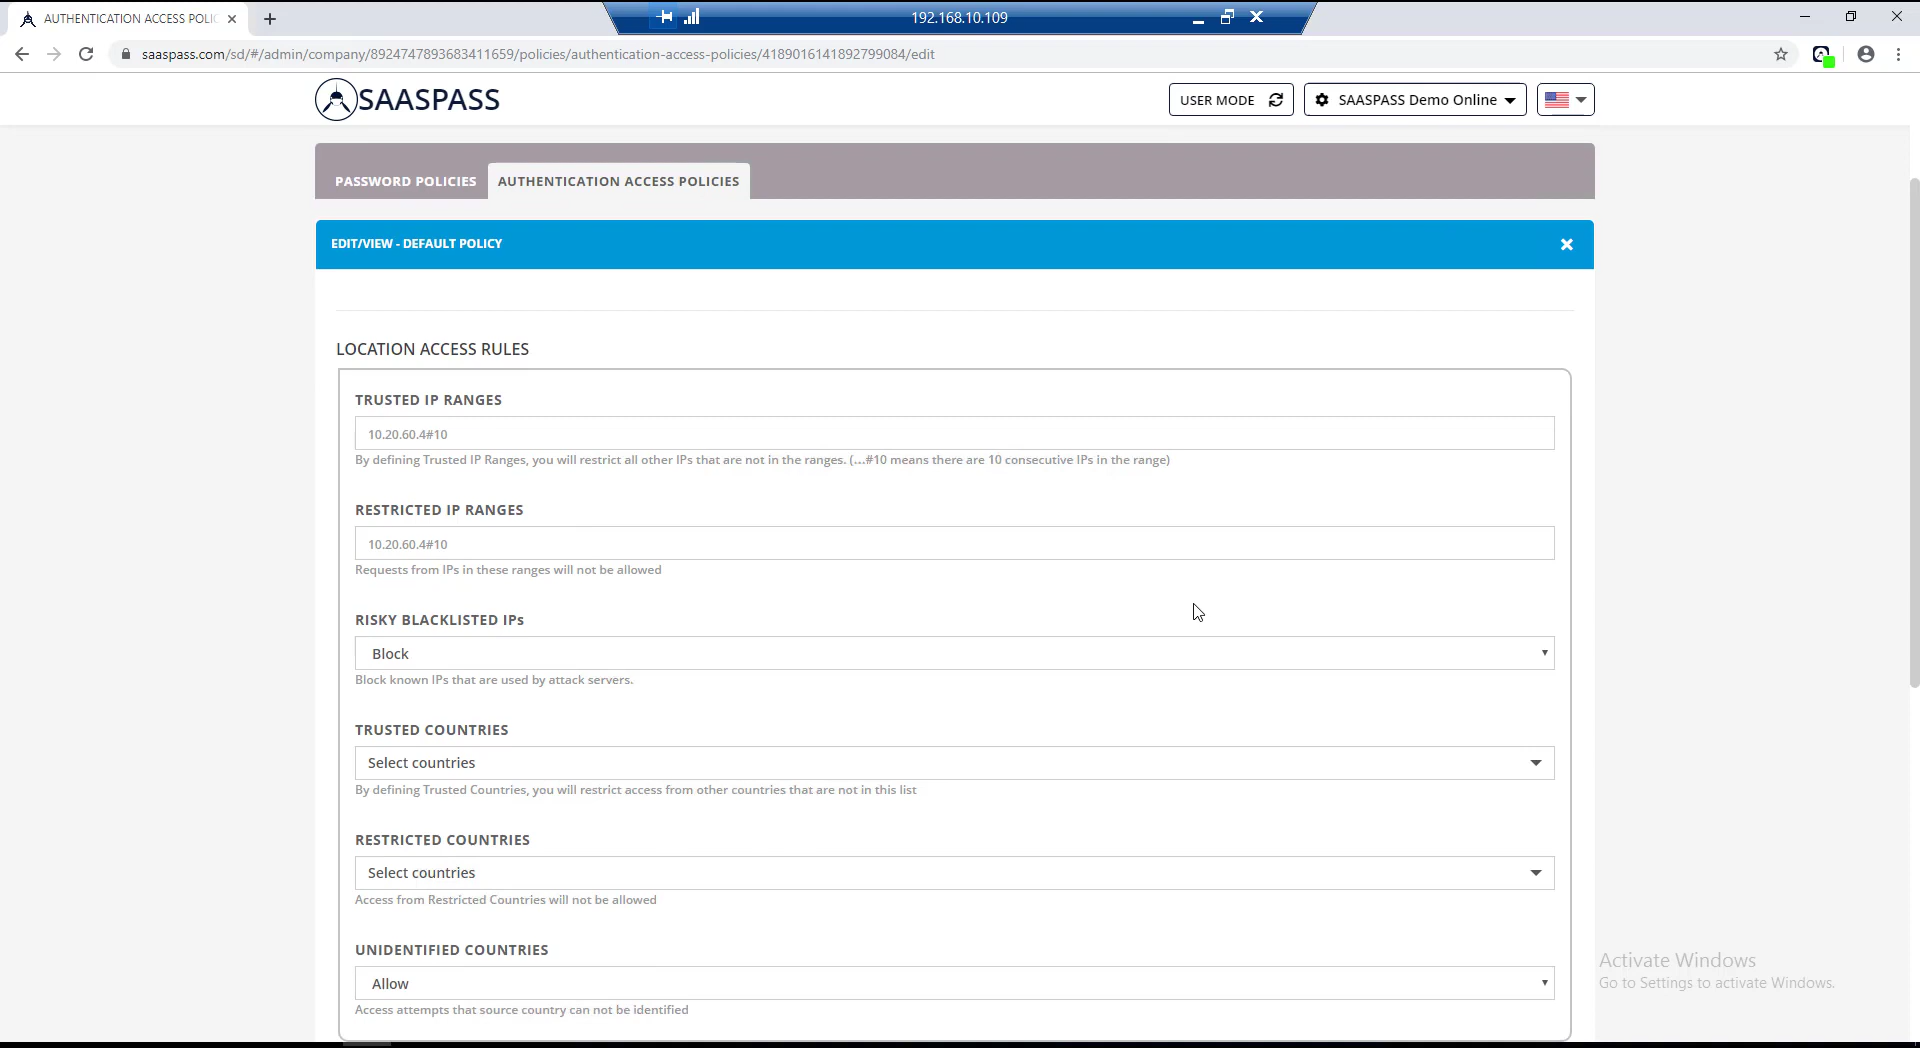 AUTHENTICATION ACCESS POLIC
192.168.10.109
saaspass.com/sd/#/admin/company/8924747893683411659/policies/authentication-access-policies/4189016141892799084/edit
SAASPASS
USER MODE
SAASPASS Demo Online
PASSWORD POLICIES
AUTHENTICATION ACCESS POLICIES
EDIT/VIEW - DEFAULT POLICY
LOCATION ACCESS RULES
TRUSTED IP RANGES
10.20.60.4#10
By defining Trusted IP Ranges, you will restrict all other IPs that are not in the ranges. (...#10 means there are 10 consecutive IPs in the range)
RESTRICTED IP RANGES
10.20.60.4#10
Requests from IPs in these ranges will not be allowed
RISKY BLACKLISTED IPs
Block
Block known IPs that are used by attack servers.
TRUSTED COUNTRIES
Select countries
By defining Trusted Countries, you will restrict access from other countries that are not in this list
RESTRICTED COUNTRIES
Select countries
Access from Restricted Countries will not be allowed
UNIDENTIFIED COUNTRIES
Allow
Access attempts that source country can not be identified
Activate Windows
Go to Settings to activate Windows.